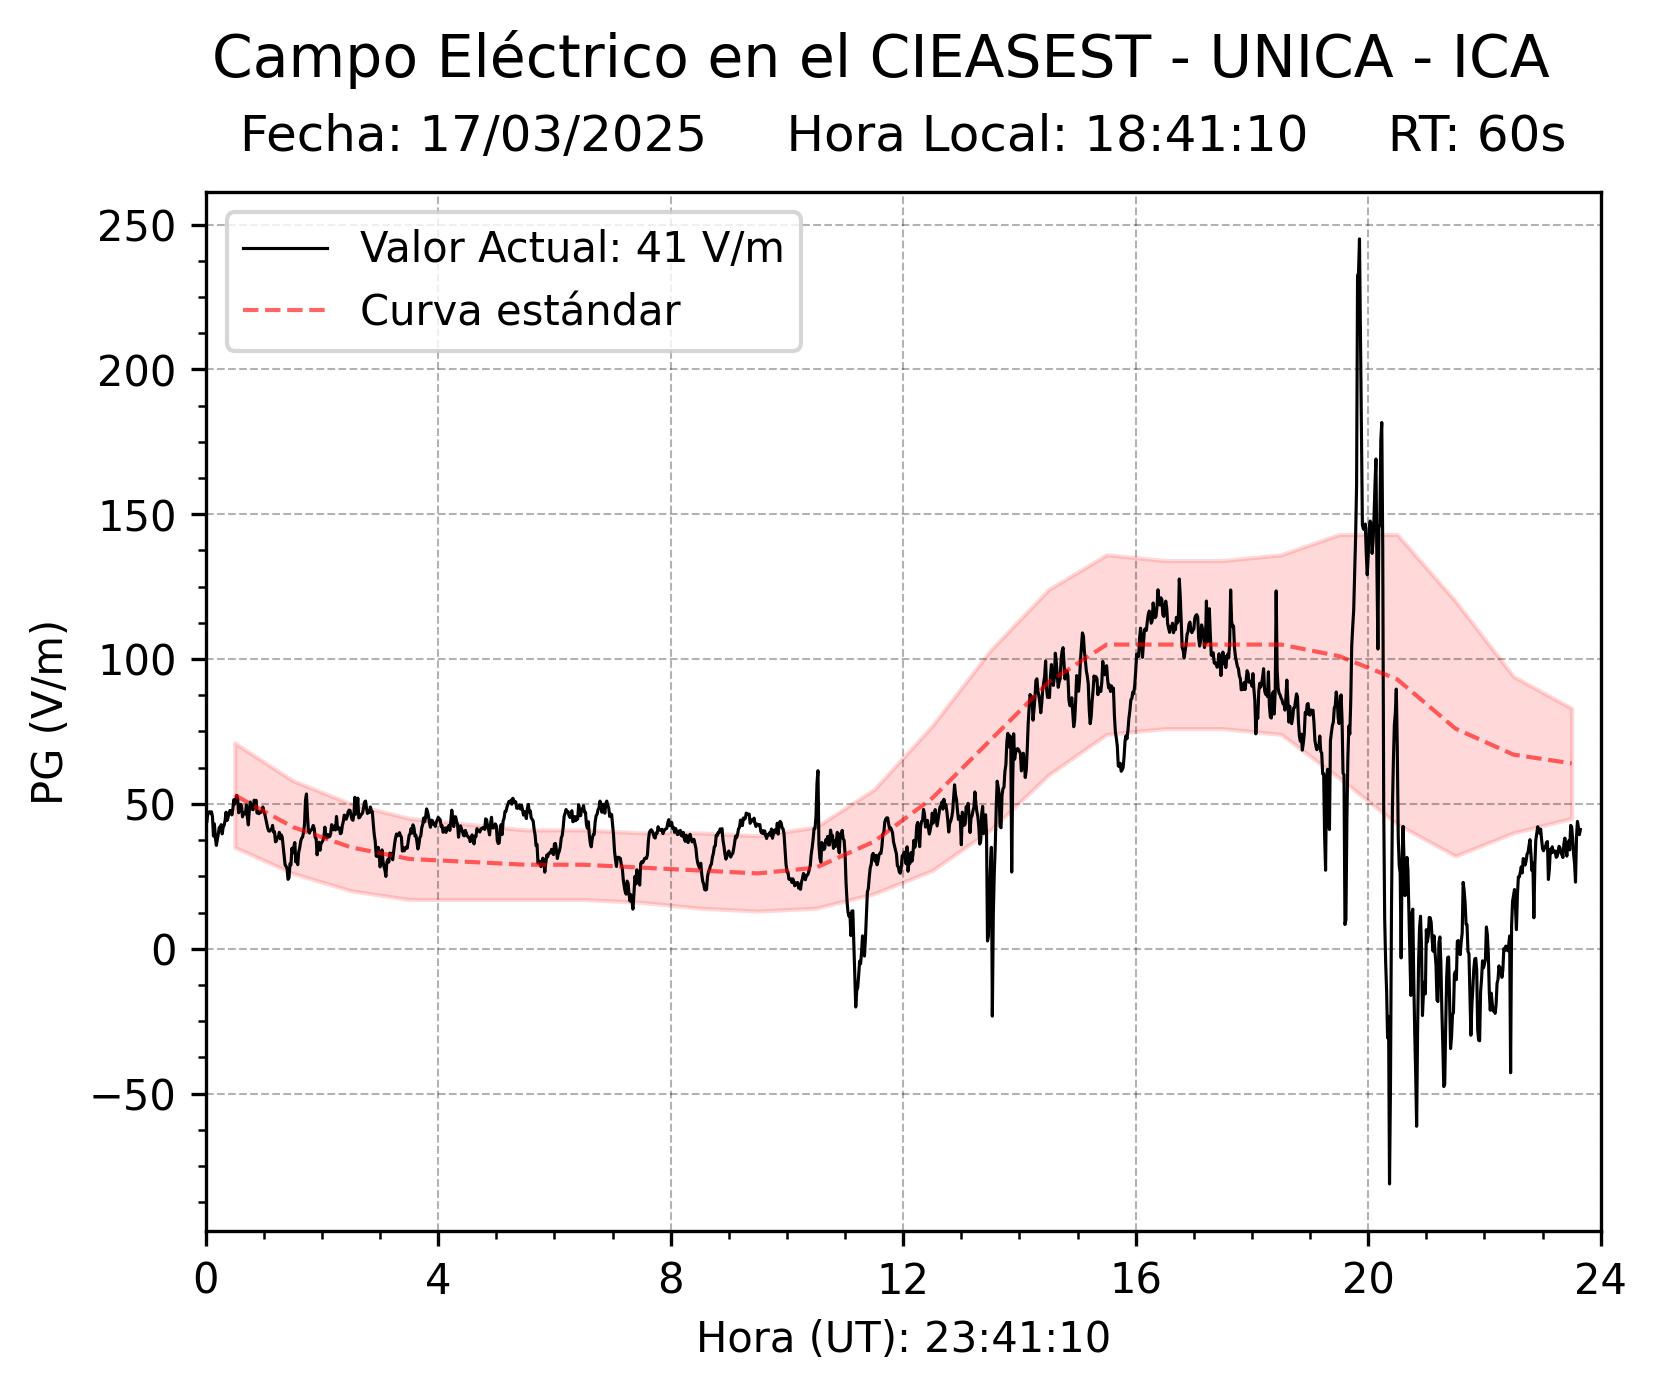 Campo Eléctrico en el CIEASEST - UNICA - ICA
Fecha: 17/03/2025 Hora Local: 18:41:10 RT: 60s
Valor Actual: 41 V/m
Curva estándar
PG (V/m)
250
200
150
100
50
0
−50
0 4 8 12 16 20 24
Hora (UT): 23:41:10